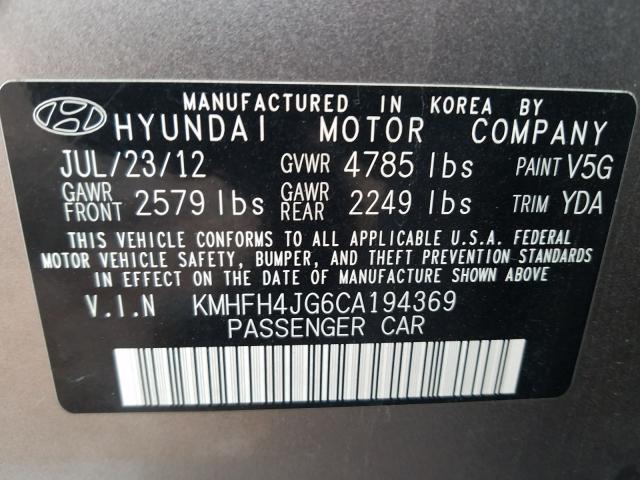 MANUFACTURED IN KOREA BY
HYUNDAI MOTOR COMPANY
JUL/23/12 GVWR 4785 lbs PAINT V5G
GAWR FRONT 2579 lbs GAWR REAR 2249 lbs TRIM YDA
THIS VEHICLE CONFORMS TO ALL APPLICABLE U.S.A. FEDERAL
MOTOR VEHICLE SAFETY, BUMPER, AND THEFT PREVENTION STANDARDS
IN EFFECT ON THE DATE OF MANUFACTURE SHOWN ABOVE
V.I.N KMHFH4JG6CA194369
PASSENGER CAR